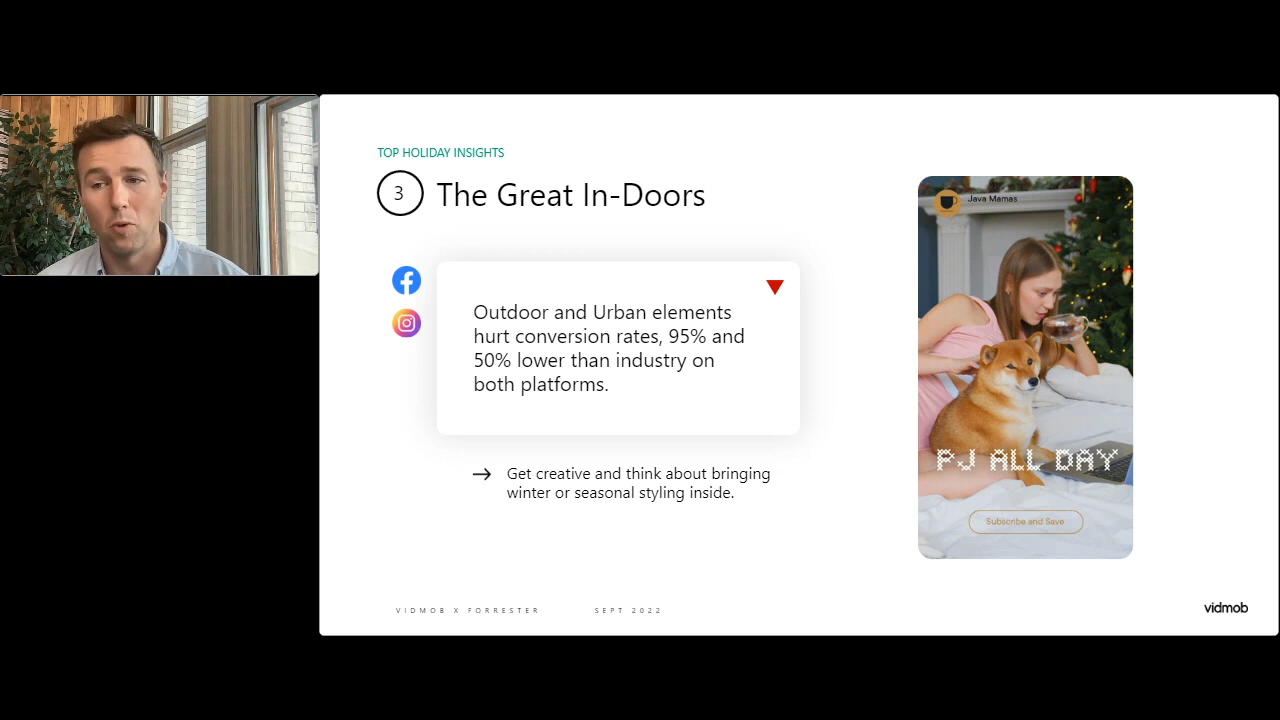 TOP HOLIDAY INSIGHTS
3
The Great In-Doors
Outdoor and Urban elements
hurt conversion rates, 95% and
50% lower than industry on
both platforms.
Get creative and think about bringing
winter or seasonal styling inside.
Java Mamas
PJ ALL DAY
Subscribe and Save
VIDMOB X FORRESTER
SEPT 2022
vidmob